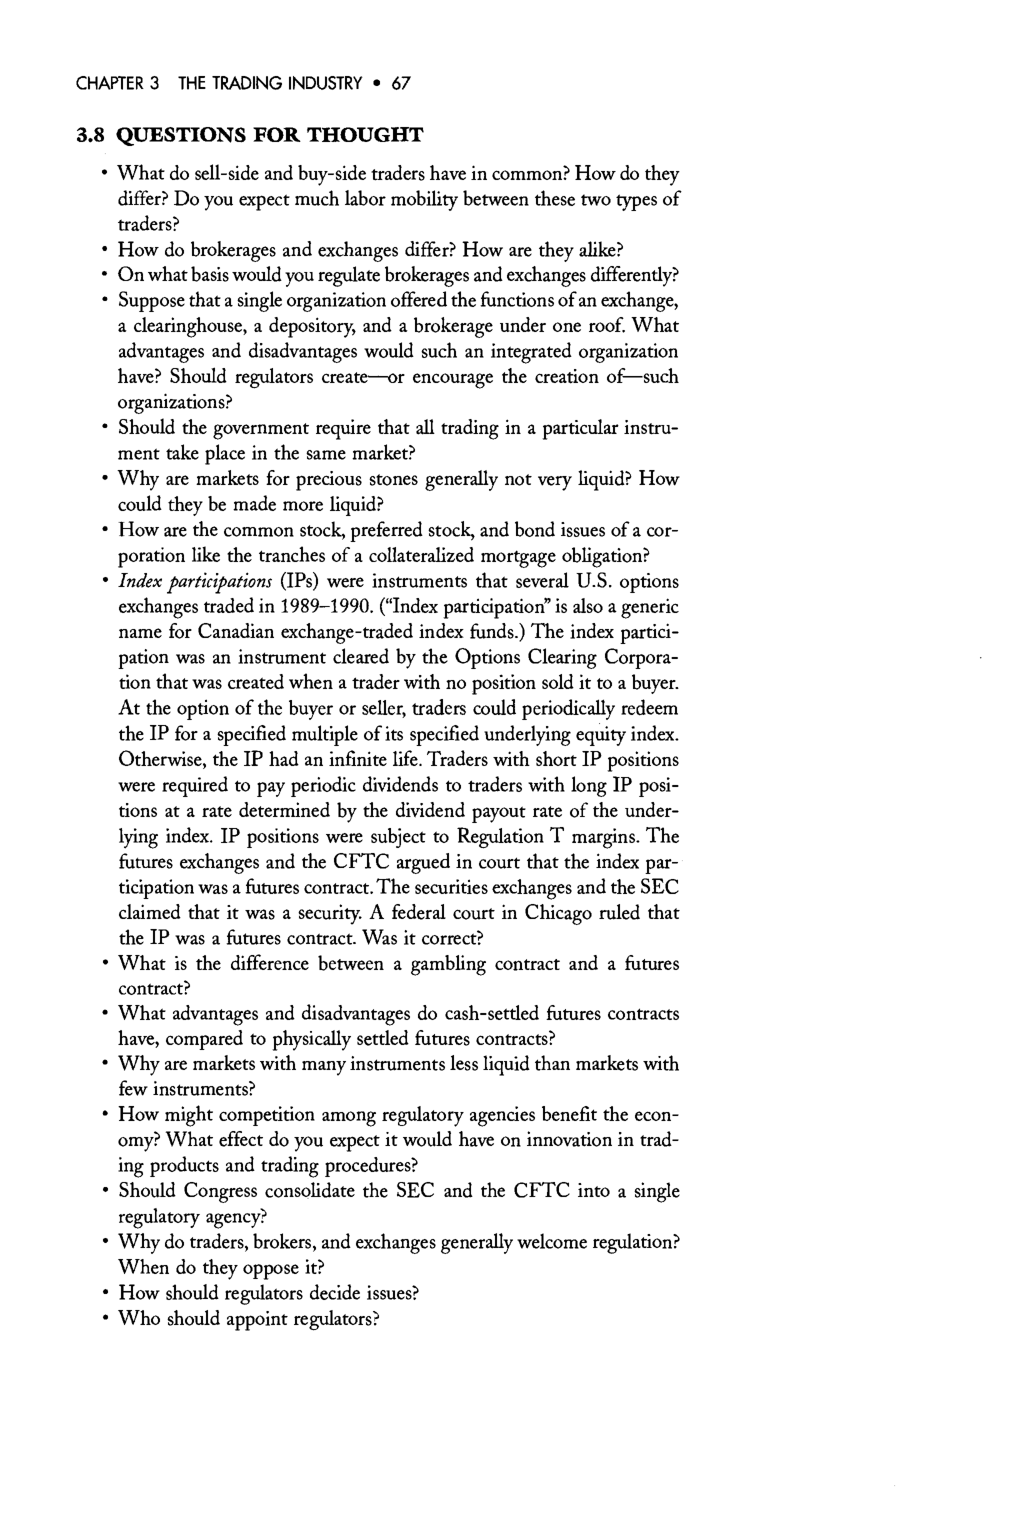 CHAPTER 3 THE TRADING INDUSTRY • 67
3.8 QUESTIONS FOR THOUGHT
• What do sell-side and buy-side traders have in common? How do they
differ? Do you expect much labor mobility between these two types of
traders?
• How do brokerages and exchanges differ? How are they alike?
• On what basis would you regulate brokerages and exchanges differently?
• Suppose that a single organization offered the functions of an exchange,
a clearinghouse, a depository, and a brokerage under one roof. What
advantages and disadvantages would such an integrated organization
have? Should regulators create—or encourage the creation of—such
organizations?
• Should the government require that all trading in a particular instru-
ment take place in the same market?
• Why are markets for precious stones generally not very liquid? How
could they be made more liquid?
• How are the common stock, preferred stock, and bond issues of a cor-
poration like the tranches of a collateralized mortgage obligation?
• Index participations (IPs) were instruments that several U.S. options
exchanges traded in 1989–1990. (“Index participation” is also a generic
name for Canadian exchange-traded index funds.) The index partici-
pation was an instrument cleared by the Options Clearing Corpora-
tion that was created when a trader with no position sold it to a buyer.
At the option of the buyer or seller, traders could periodically redeem
the IP for a specified multiple of its specified underlying equity index.
Otherwise, the IP had an infinite life. Traders with short IP positions
were required to pay periodic dividends to traders with long IP posi-
tions at a rate determined by the dividend payout rate of the under-
lying index. IP positions were subject to Regulation T margins. The
futures exchanges and the CFTC argued in court that the index par-
ticipation was a futures contract. The securities exchanges and the SEC
claimed that it was a security. A federal court in Chicago ruled that
the IP was a futures contract. Was it correct?
• What is the difference between a gambling contract and a futures
contract?
• What advantages and disadvantages do cash-settled futures contracts
have, compared to physically settled futures contracts?
• Why are markets with many instruments less liquid than markets with
few instruments?
• How might competition among regulatory agencies benefit the econ-
omy? What effect do you expect it would have on innovation in trad-
ing products and trading procedures?
• Should Congress consolidate the SEC and the CFTC into a single
regulatory agency?
• Why do traders, brokers, and exchanges generally welcome regulation?
When do they oppose it?
• How should regulators decide issues?
• Who should appoint regulators?